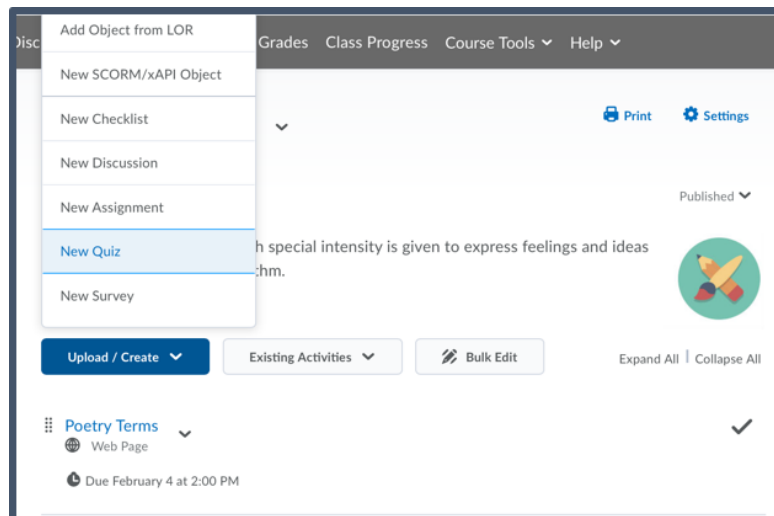 Add Object from LOR
Disc Grades Class Progress Course Tools Help
New SCORM/xAPI Object
New Checklist
Print Settings
New Discussion
New Assignment
Published
New Quiz
h special intensity is given to express feelings and ideas
thm.
New Survey
Upload / Create Existing Activities Bulk Edit Expand All | Collapse All
Poetry Terms
Web Page
Due February 4 at 2:00 PM